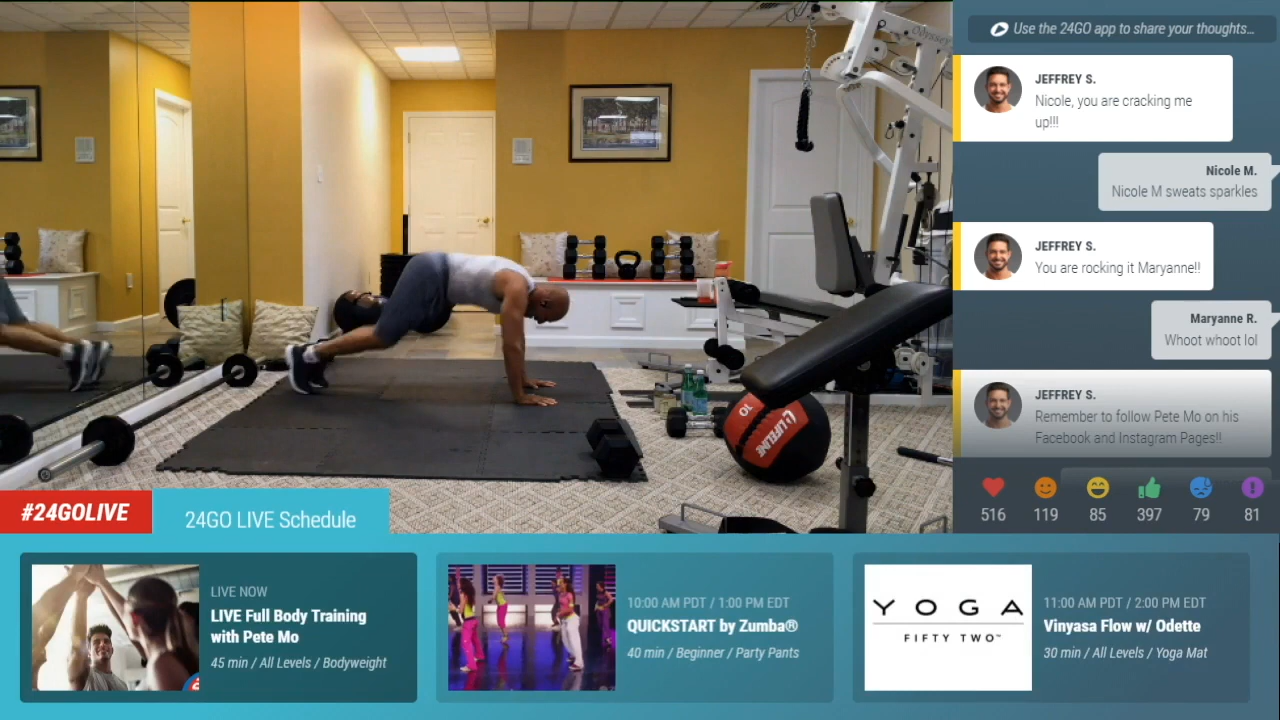 Odyssey
Use the 24GO app to share your thoughts...
JEFFREY S.
Nicole, you are cracking me
up!!!
Nicole M.
Nicole M sweats sparkles
JEFFREY S.
You are rocking it Maryanne!!
Maryanne R.
Whoot whoot lol
JEFFREY S.
Remember to follow Pete Mo on his
Facebook and Instagram Pages!!
516 119 85 397 79 81
10
LIFELINE
#24GOLIVE
24GO LIVE Schedule
LIVE NOW
LIVE Full Body Training
with Pete Mo
45 min / All Levels / Bodyweight
10:00 AM PDT / 1:00 PM EDT
QUICKSTART by Zumba®
40 min / Beginner / Party Pants
YOGA
FIFTY TWO™
11:00 AM PDT / 2:00 PM EDT
Vinyasa Flow w/ Odette
30 min / All Levels / Yoga Mat